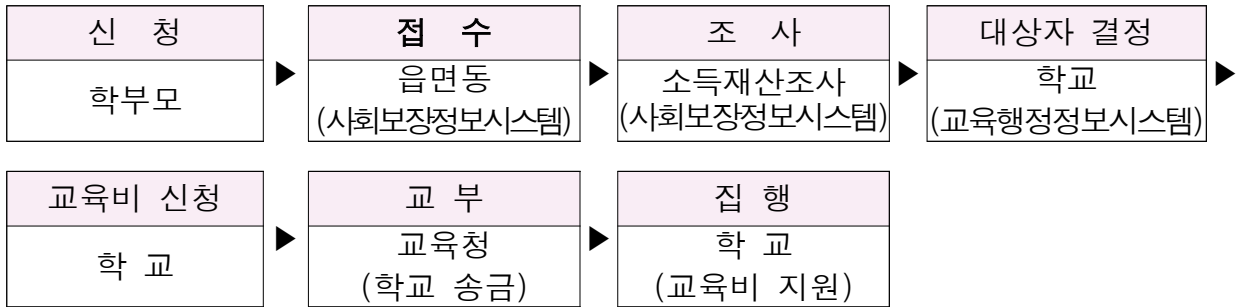 신 청
학부모
▶
접 수
읍면동
(사회보장정보시스템)
▶
조 사
소득재산조사
(사회보장정보시스템)
▶
대상자 결정
학교
(교육행정정보시스템)
▶
교육비 신청
학 교
▶
교 부
교육청
(학교 송금)
▶
집 행
학 교
(교육비 지원)